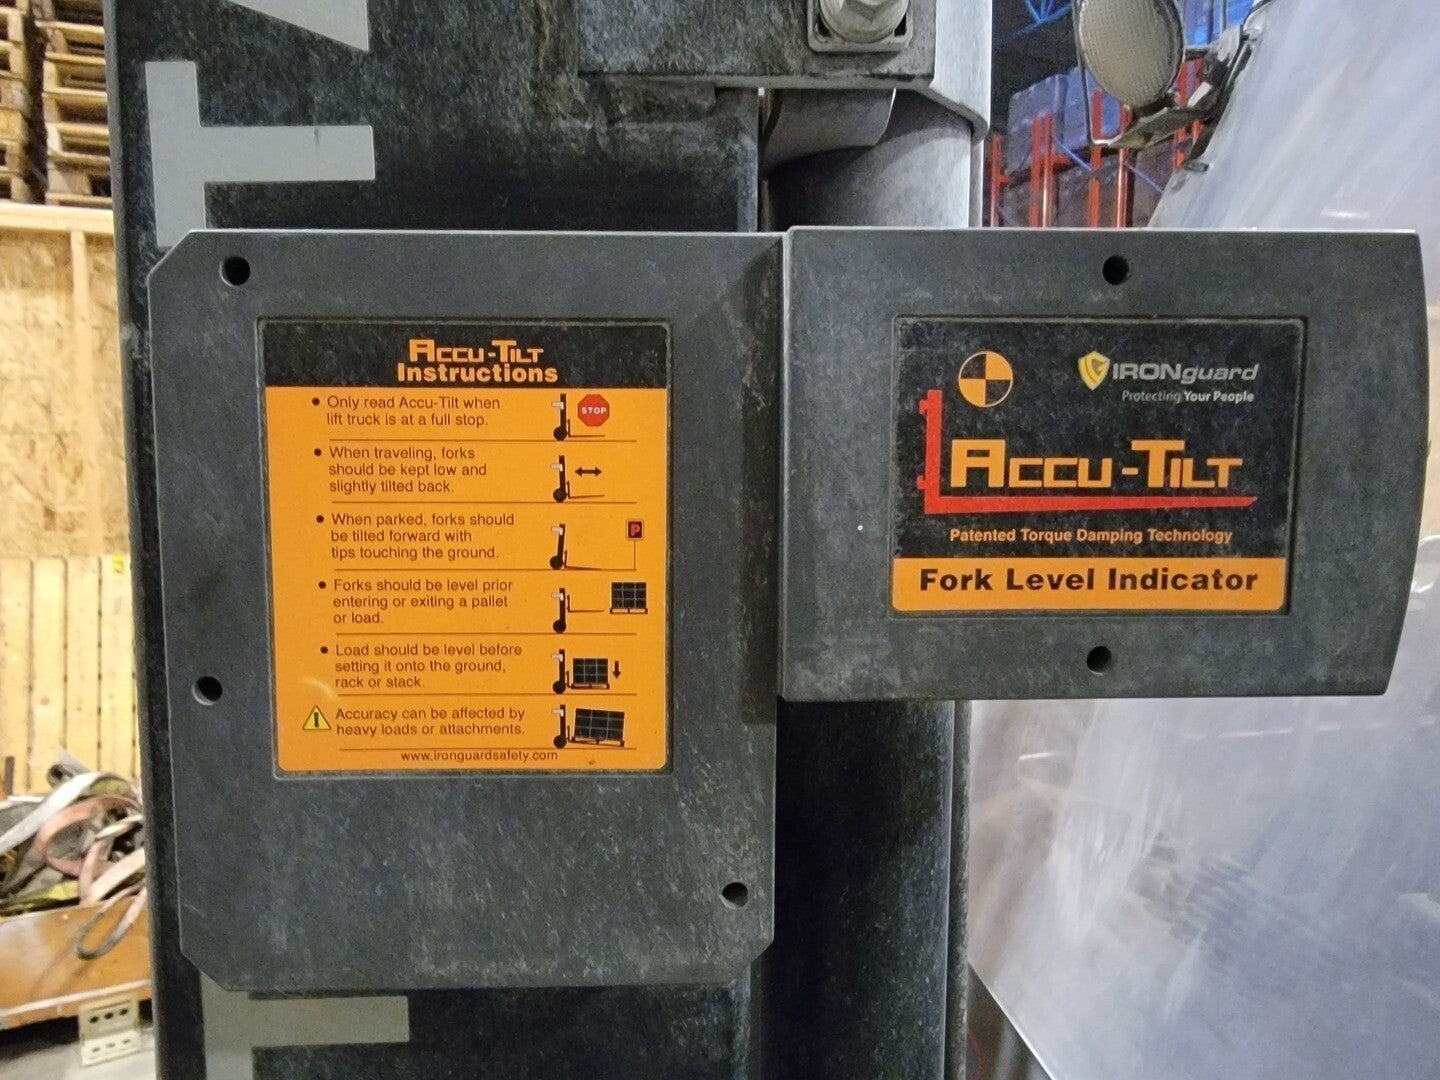 Accu-Tilt
Instructions
• Only read Accu-Tilt when
lift truck is at a full stop.
STOP
• When traveling, forks
should be kept low and
slightly tilted back.
• When parked, forks should
be tilted forward with
tips touching the ground.
P
• Forks should be level prior
entering or exiting a pallet
or load.
• Load should be level before
setting it onto the ground,
rack or stack.
Accuracy can be affected by
heavy loads or attachments.
www.ironguardsafety.com
IRONguard
Protecting Your People
Accu-Tilt
Patented Torque Damping Technology
Fork Level Indicator